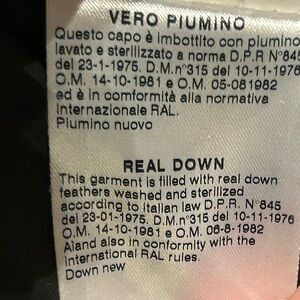 VERO PIUMINO
Questo capo è imbottito con piumino
lavato e sterilizzato a norma D.P.R N°845
del 23-1-1975. D.M.n°315 del 10-11-1976
O.M. 14-10-1981 e O.M. 05-081982
ed è in conformità alla normativa
internazionale RAL.
Piumino nuovo
REAL DOWN
This garment is filled with real down
feathers washed and sterilized
according to italian law D.P.R. N°845
del 23-01-1975. D.M.n°315 del 10-11-1976
O.M. 14-10-1981 e O.M. 06-8-1982
Aland also in conformity with the
international RAL rules.
Down new